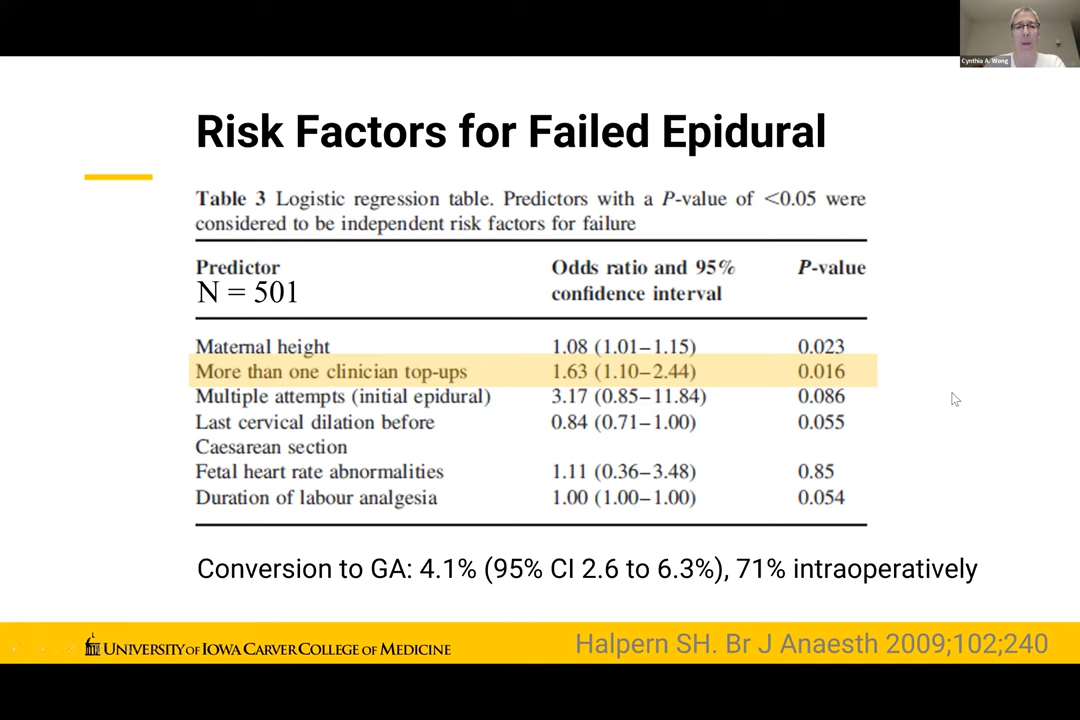 Cynthia A. Wong
Risk Factors for Failed Epidural
Table 3 Logistic regression table. Predictors with a P-value of <0.05 were
considered to be independent risk factors for failure
Predictor Odds ratio and 95% P-value
N = 501 confidence interval
Maternal height 1.08 (1.01–1.15) 0.023
More than one clinician top-ups 1.63 (1.10–2.44) 0.016
Multiple attempts (initial epidural) 3.17 (0.85–11.84) 0.086
Last cervical dilation before 0.84 (0.71–1.00) 0.055
Caesarean section
Fetal heart rate abnormalities 1.11 (0.36–3.48) 0.85
Duration of labour analgesia 1.00 (1.00–1.00) 0.054
Conversion to GA: 4.1% (95% CI 2.6 to 6.3%), 71% intraoperatively
UNIVERSITY OF IOWA CARVER COLLEGE OF MEDICINE
Halpern SH. Br J Anaesth 2009;102;240